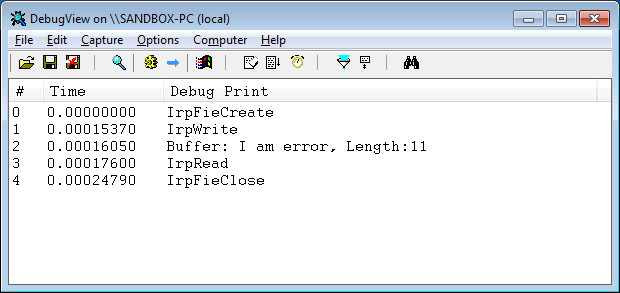 DebugView on \\SANDBOX-PC (local)
File Edit Capture Options Computer Help
# Time Debug Print
0 0.00000000 IrpFieCreate
1 0.00015370 IrpWrite
2 0.00016050 Buffer: I am error, Length:11
3 0.00017600 IrpRead
4 0.00024790 IrpFieClose